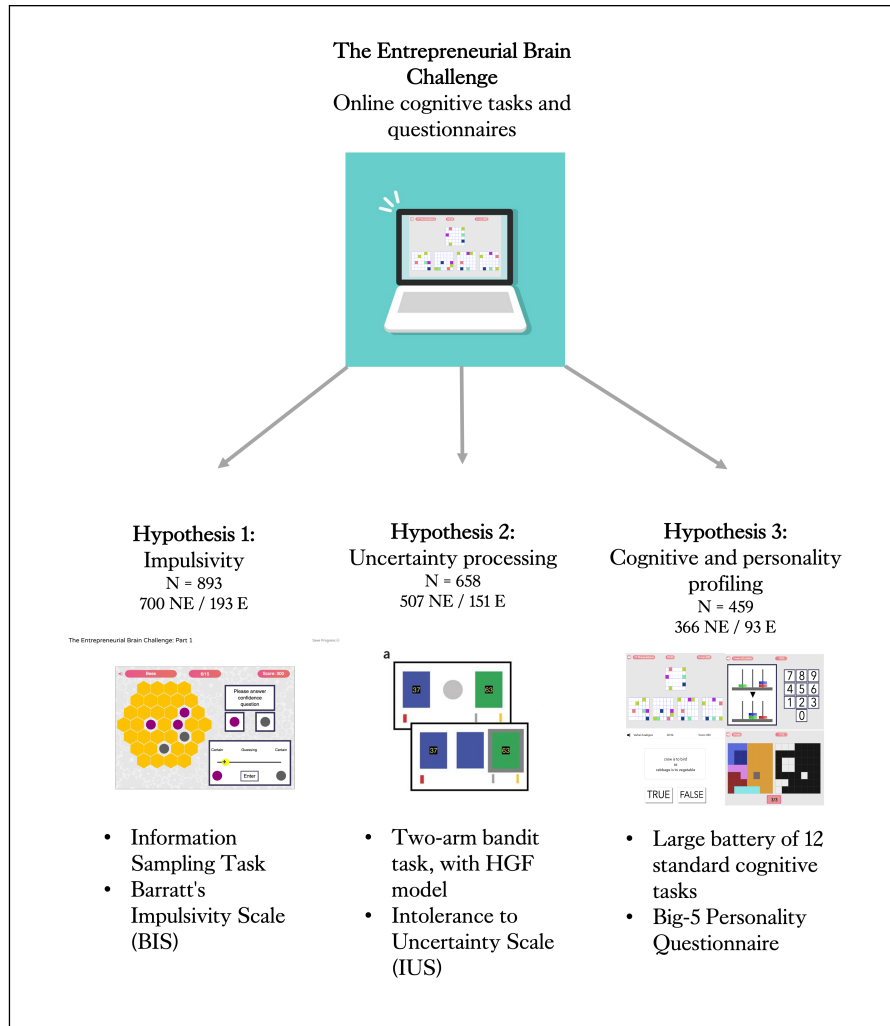 The Entrepreneurial Brain
Challenge
Online cognitive tasks and
questionnaires
Hypothesis 1:
Impulsivity
N = 893
700 NE / 193 E
The Entrepreneurial Brain Challenge: Part 1
Please answer
confidence
question
Certain Guessing Certain
Enter
Information
Sampling Task
Barratt's
Impulsivity Scale
(BIS)
Hypothesis 2:
Uncertainty processing
N = 658
507 NE / 151 E
a
37 63
37 63
Two-arm bandit
task, with HGF
model
Intolerance to
Uncertainty Scale
(IUS)
Hypothesis 3:
Cognitive and personality
profiling
N = 459
366 NE / 93 E
7 8 9
4 5 6
1 2 3
0
cabbage is to vegetable
TRUE FALSE
Large battery of 12
standard cognitive
tasks
Big-5 Personality
Questionnaire